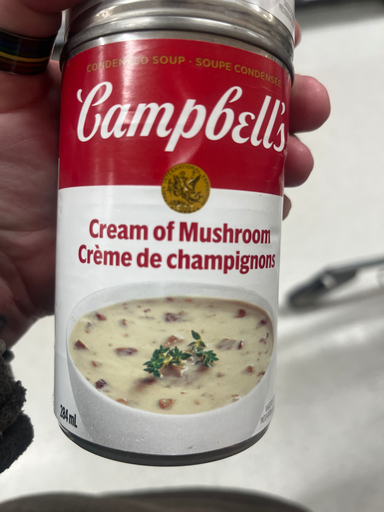 CONDENSED SOUP · SOUPE CONDENSÉE
Campbell's
Cream of Mushroom
Crème de champignons
284 mL